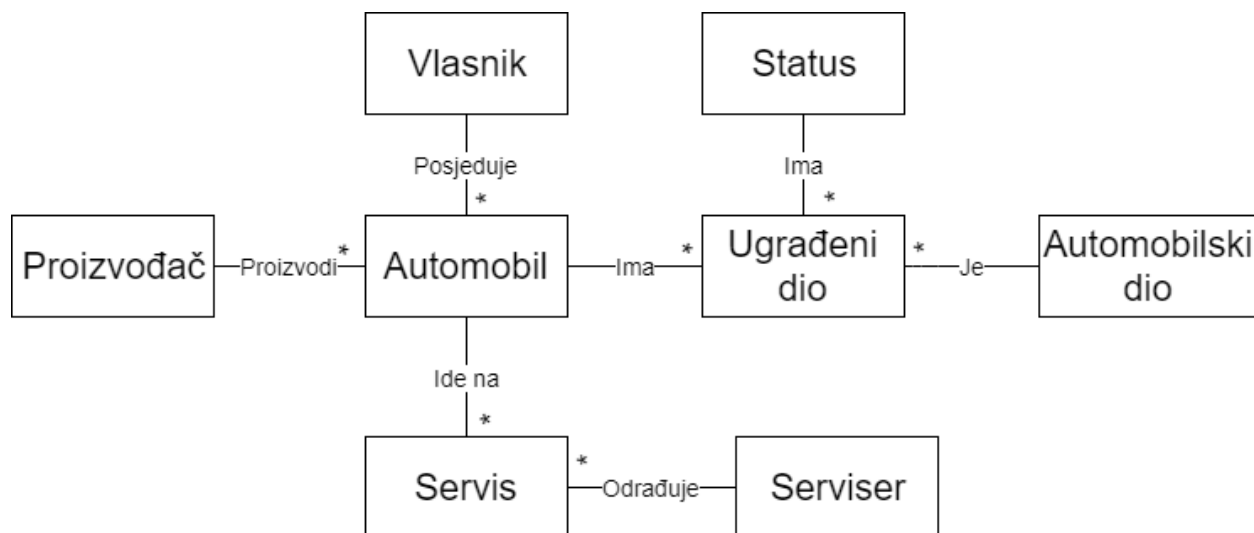 Vlasnik
Status
Posjeduje
Ima
*
*
Proizvođač
Proizvodi
*
Automobil
Ima
*
Ugrađeni
dio
*
Je
Automobilski
dio
Ide na
*
Servis
*
Odrađuje
Serviser